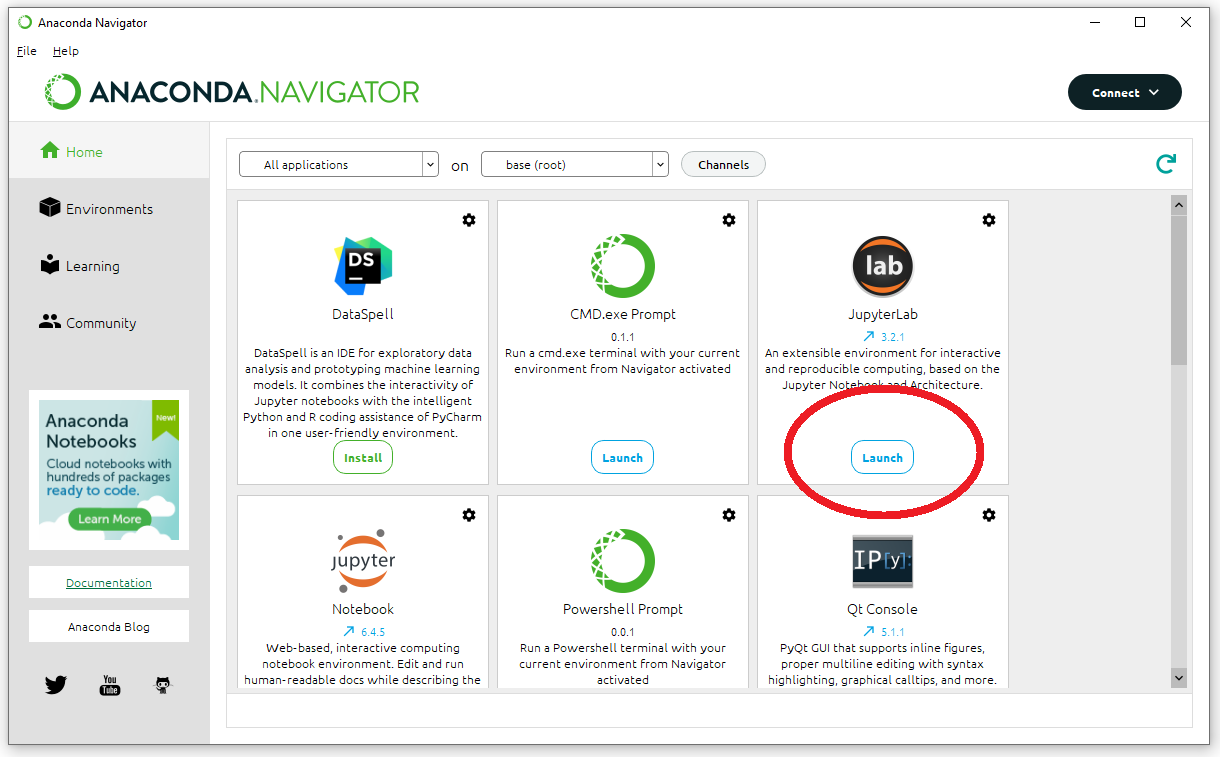 Anaconda Navigator
File Help
ANACONDA.NAVIGATOR
Connect
Home
Environments
Learning
Community
Anaconda
Notebooks
New!
Cloud notebooks with
hundreds of packages
ready to code.
Learn More
Documentation
Anaconda Blog
You
Tube
All applications on base (root) Channels
DS
DataSpell
DataSpell is an IDE for exploratory data
analysis and prototyping machine learning
models. It combines the interactivity of
Jupyter notebooks with the intelligent
Python and R coding assistance of PyCharm
in one user-friendly environment.
Install
CMD.exe Prompt
0.1.1
Run a cmd.exe terminal with your current
environment from Navigator activated
Launch
lab
JupyterLab
3.2.1
An extensible environment for interactive
and reproducible computing, based on the
Jupyter Notebook and Architecture.
Launch
jupyter
Notebook
6.4.5
Web-based, interactive computing
notebook environment. Edit and run
human-readable docs while describing the
Powershell Prompt
0.0.1
Run a Powershell terminal with your
current environment from Navigator
activated
IP[y]:
Qt Console
5.1.1
PyQt GUI that supports inline figures,
proper multiline editing with syntax
highlighting, graphical calltips, and more.